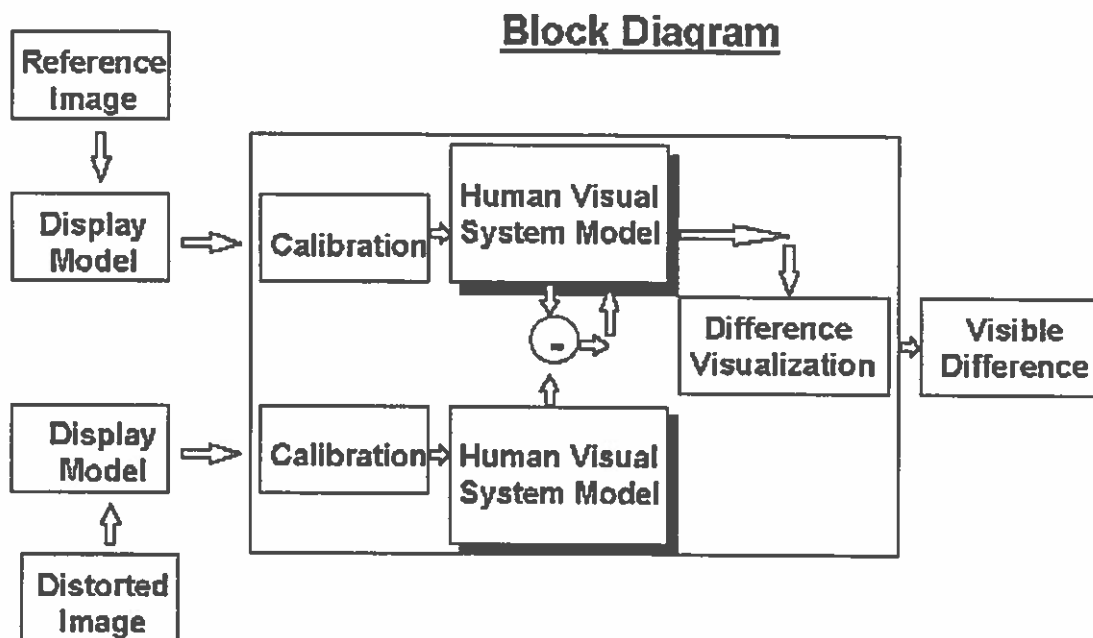 Block Diagram
Reference
Image
Display
Model
Calibration
Human Visual
System Model
-
Difference
Visualization
Visible
Difference
Display
Model
Calibration
Human Visual
System Model
Distorted
Image